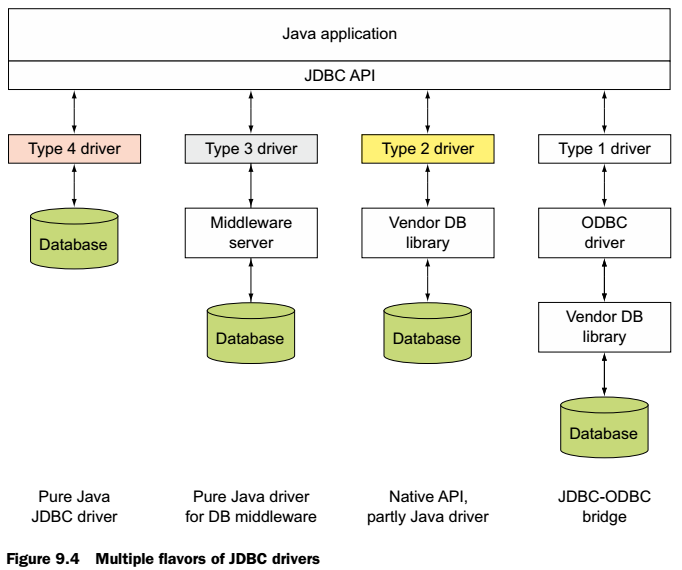 Java application
JDBC API
Type 4 driver
Type 3 driver
Type 2 driver
Type 1 driver
Database
Middleware
server
Vendor DB
library
ODBC
driver
Database
Database
Vendor DB
library
Database
Pure Java
JDBC driver
Pure Java driver
for DB middleware
Native API,
partly Java driver
JDBC-ODBC
bridge
Figure 9.4 Multiple flavors of JDBC drivers